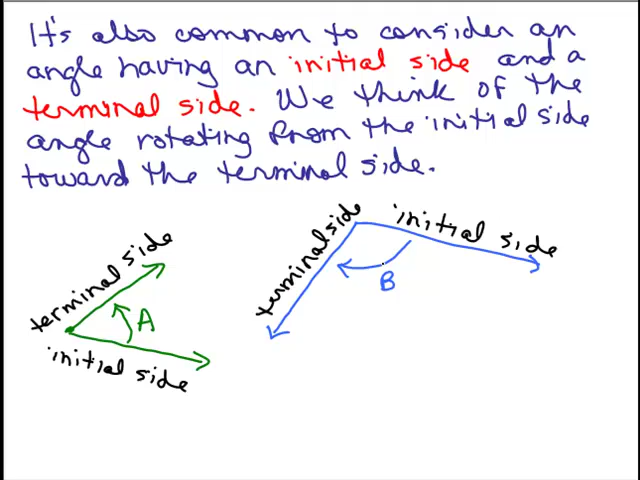 It's also common to consider an
angle having an initial side and a
terminal side. We think of the
angle rotating from the initial side
toward the terminal side.
terminal side
A
initial side
terminal side
initial side
B